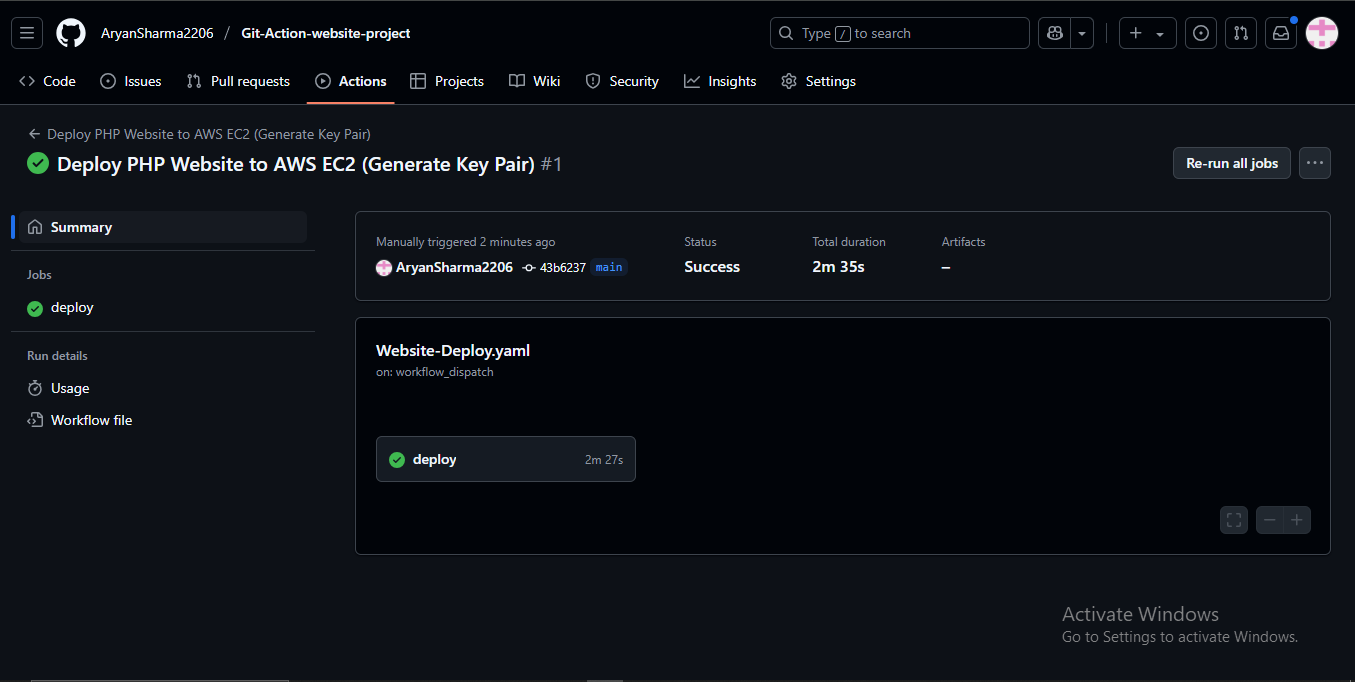 AryanSharma2206 / Git-Action-website-project
Type / to search
Code Issues Pull requests Actions Projects Wiki Security Insights Settings
Deploy PHP Website to AWS EC2 (Generate Key Pair)
Deploy PHP Website to AWS EC2 (Generate Key Pair) #1
Re-run all jobs
Summary
Jobs
deploy
Run details
Usage
Workflow file
Manually triggered 2 minutes ago
AryanSharma2206 43b6237 main
Status
Success
Total duration
2m 35s
Artifacts
–
Website-Deploy.yaml
on: workflow_dispatch
deploy 2m 27s
Activate Windows
Go to Settings to activate Windows.